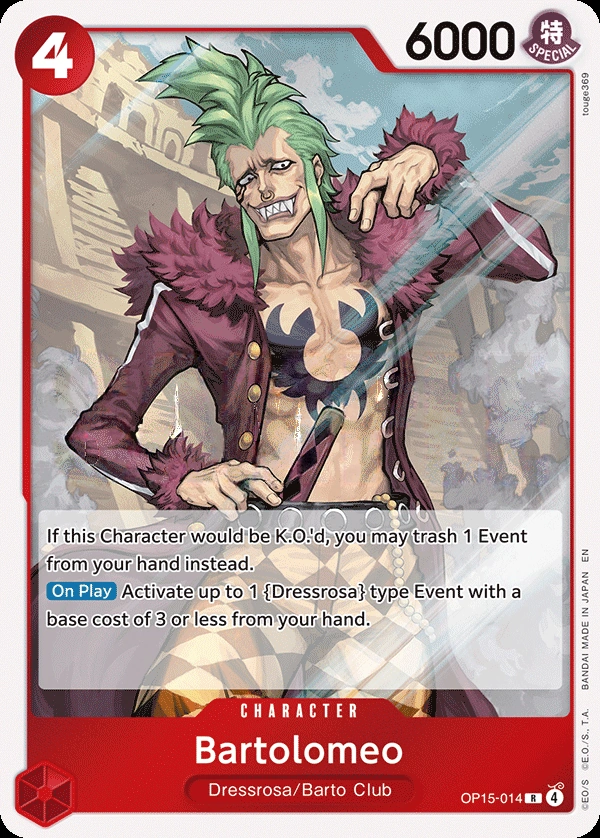 4
6000
特
SPECIAL
touge369
If this Character would be K.O.'d, you may trash 1 Event
from your hand instead.
On Play Activate up to 1 {Dressrosa} type Event with a
base cost of 3 or less from your hand.
BANDAI MADE IN JAPAN EN
©EO/S ©E.O./S., T.A.
CHARACTER
Bartolomeo
Dressrosa/Barto Club
OP15-014 R 4